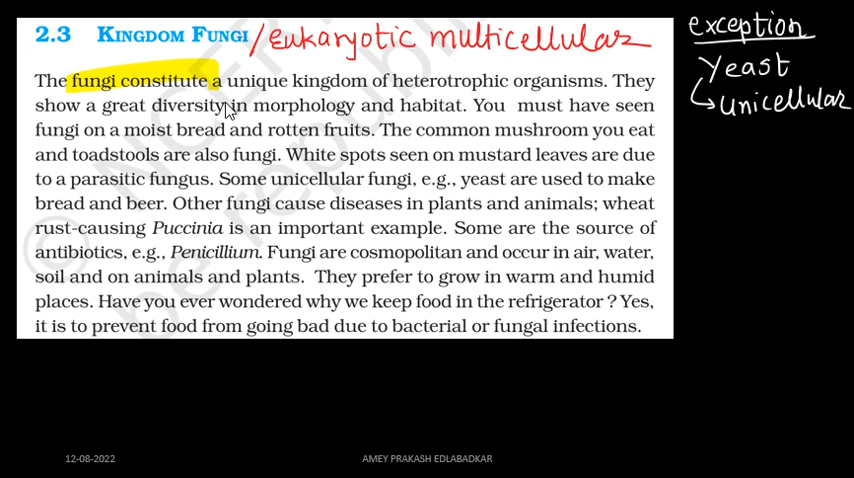 2.3 KINGDOM FUNGI / eukaryotic multicellular
The fungi constitute a unique kingdom of heterotrophic organisms. They
show a great diversity in morphology and habitat. You must have seen
fungi on a moist bread and rotten fruits. The common mushroom you eat
and toadstools are also fungi. White spots seen on mustard leaves are due
to a parasitic fungus. Some unicellular fungi, e.g., yeast are used to make
bread and beer. Other fungi cause diseases in plants and animals; wheat
rust-causing Puccinia is an important example. Some are the source of
antibiotics, e.g., Penicillium. Fungi are cosmopolitan and occur in air, water,
soil and on animals and plants. They prefer to grow in warm and humid
places. Have you ever wondered why we keep food in the refrigerator ? Yes,
it is to prevent food from going bad due to bacterial or fungal infections.
exception
Yeast
↳ unicellular
© NCERT
be republi
12-08-2022
AMEY PRAKASH EDLABADKAR